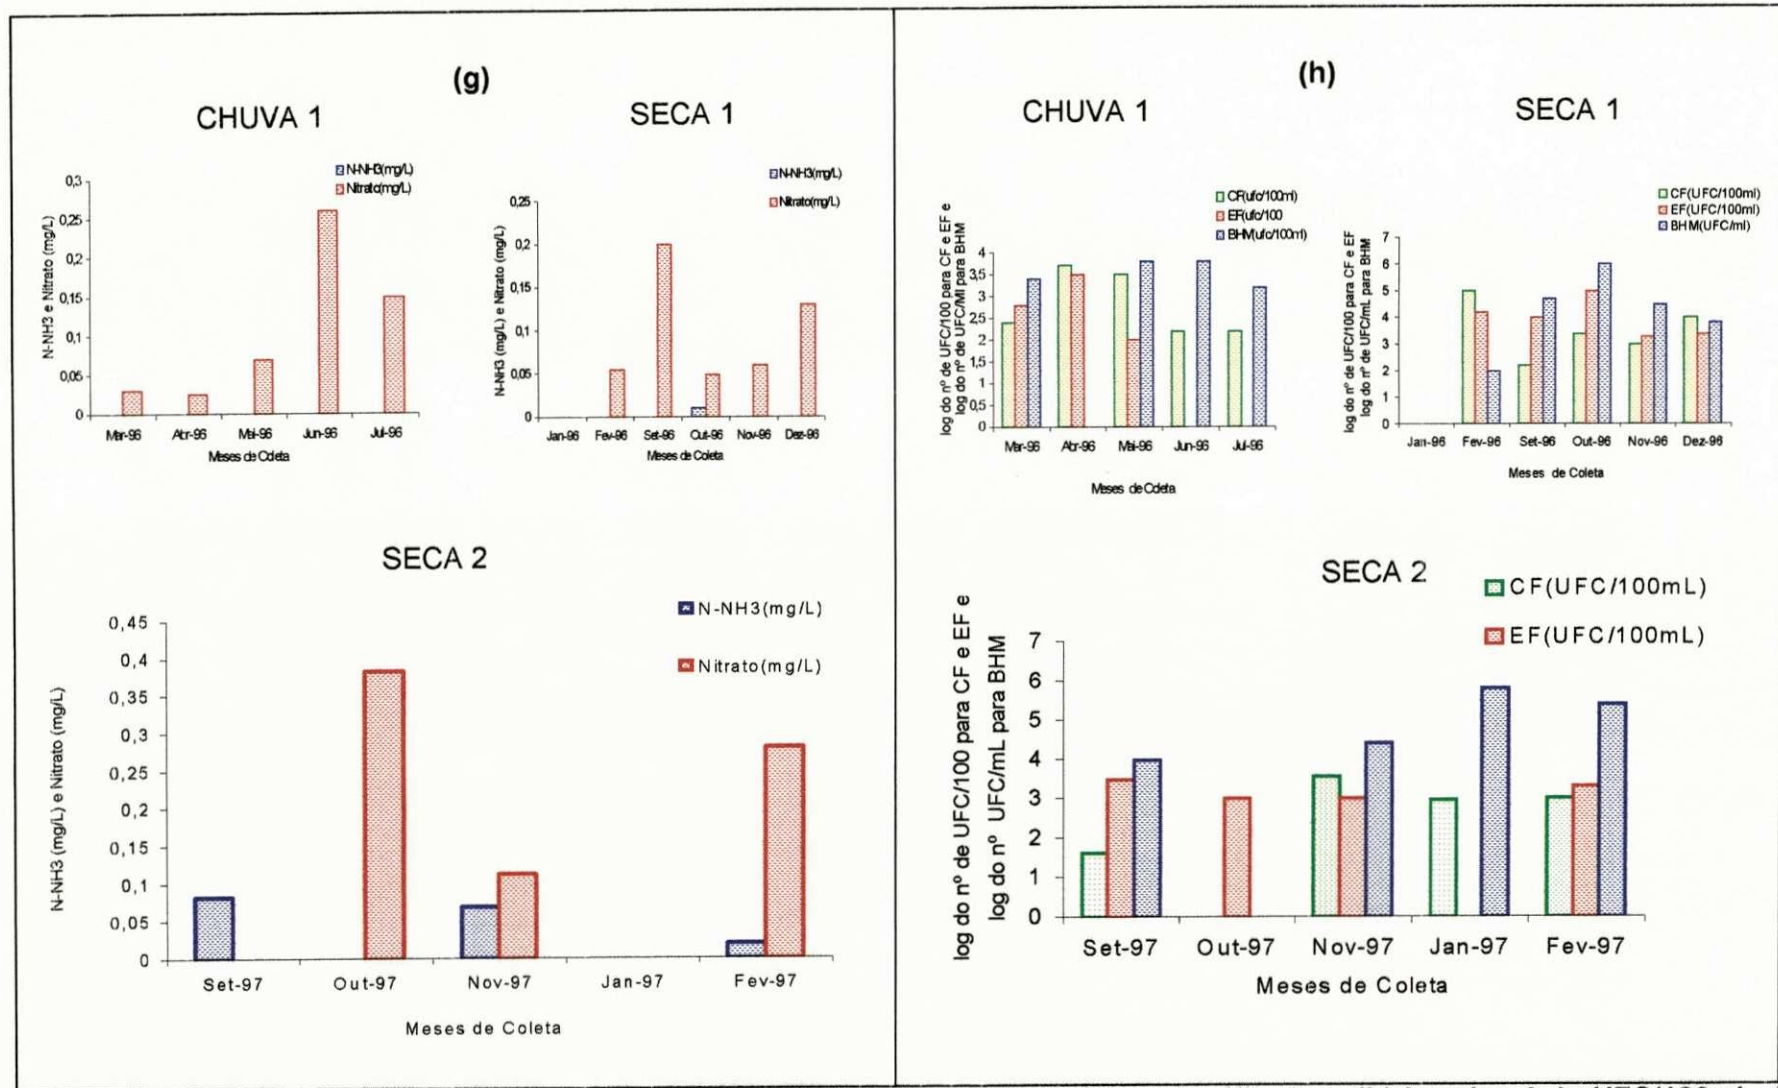 (g)
CHUVA 1
N-NH3(mg/L)
Nitrato(mg/L)
N-NH3 e Nitrato (mg/L)
0,3
0,25
0,2
0,15
0,1
0,05
0
Mar-96 Abr-96 Mai-96 Jun-96 Jul-96
Meses de Coleta
SECA 1
N-NH3(mg/L)
Nitrato(mg/L)
N-NH3 (mg/L) e Nitrato (mg/L)
0,25
0,2
0,15
0,1
0,05
0
Jan-96 Fev-96 Set-96 Out-96 Nov-96 Dez-96
Meses de Coleta
SECA 2
N-NH3(mg/L)
Nitrato(mg/L)
N-NH3 (mg/L) e Nitrato (mg/L)
0,45
0,4
0,35
0,3
0,25
0,2
0,15
0,1
0,05
0
Set-97 Out-97 Nov-97 Jan-97 Fev-97
Meses de Coleta
(h)
CHUVA 1
CF(ufc/100ml)
EF(ufc/100
BHM(ufc/100ml)
log do nº de UFC/100 para CF e EF e
log do nº de UFC/Ml para BHM
4
3,5
3
2,5
2
1,5
1
0,5
0
Mar-96 Abr-96 Mai-96 Jun-96 Jul-96
Meses de Coleta
SECA 1
CF(UFC/100ml)
EF(UFC/100ml)
BHM(UFC/ml)
log do nº de UFC/100 para CF e EF
log do nº de UFC/mL para BHM
7
6
5
4
3
2
1
0
Jan-96 Fev-96 Set-96 Out-96 Nov-96 Dez-96
Meses de Coleta
SECA 2
CF(UFC/100mL)
EF(UFC/100mL)
log do nº de UFC/100 para CF e EF e
log do nº UFC/mL para BHM
7
6
5
4
3
2
1
0
Set-97 Out-97 Nov-97 Jan-97 Fev-97
Meses de Coleta